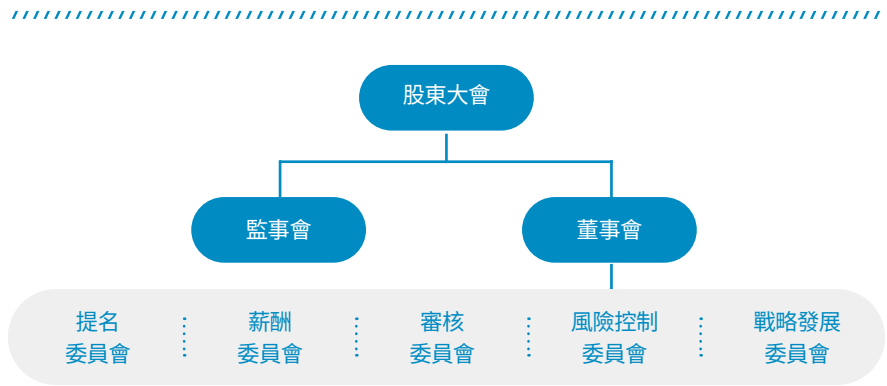 股東大會
監事會
董事會
提名
委員會
薪酬
委員會
審核
委員會
風險控制
委員會
戰略發展
委員會